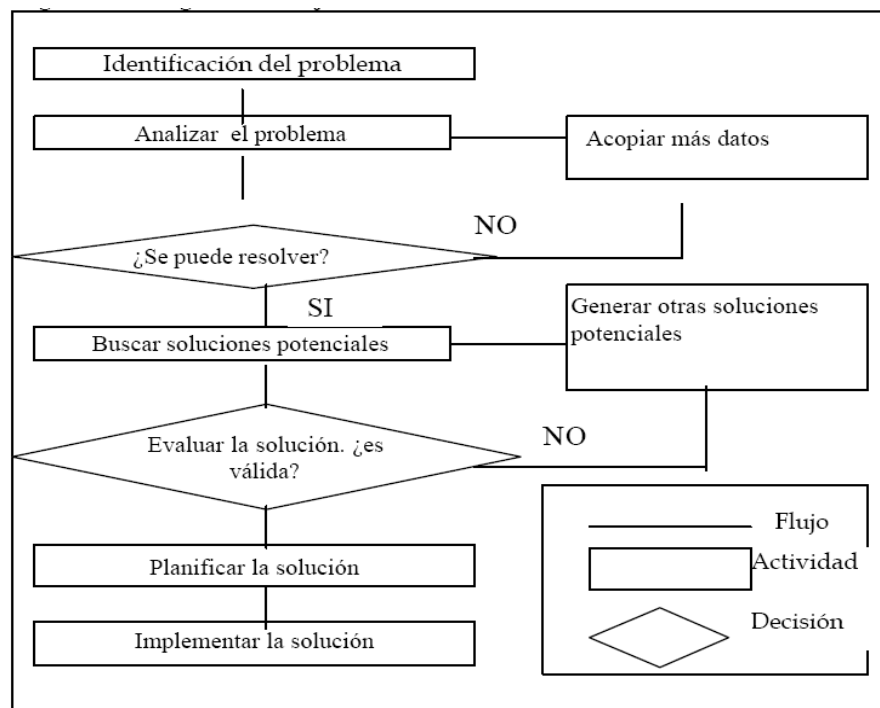 Identificación del problema
Analizar el problema
Acopiar más datos
NO
¿Se puede resolver?
SI
Generar otras soluciones
potenciales
Buscar soluciones potenciales
NO
Evaluar la solución. ¿es
válida?
Flujo
Actividad
Planificar la solución
Decisión
Implementar la solución